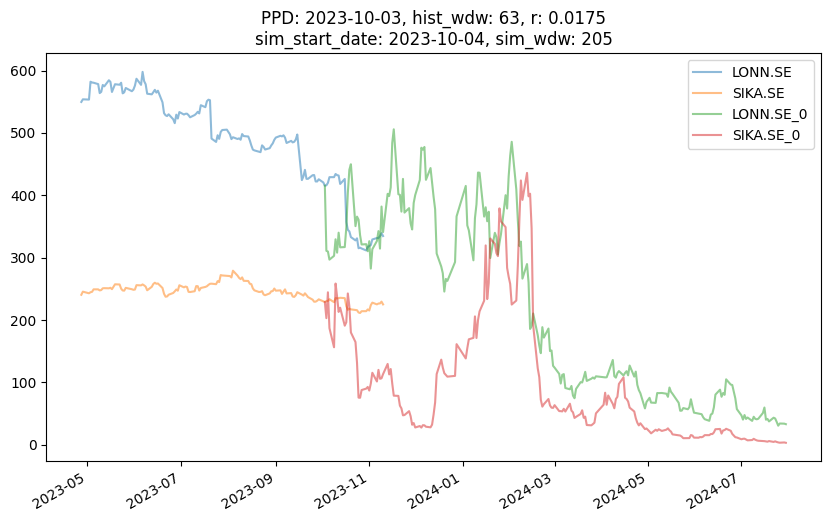 PPD: 2023-10-03, hist_wdw: 63, r: 0.0175
sim_start_date: 2023-10-04, sim_wdw: 205
LONN.SE
SIKA.SE
LONN.SE_0
SIKA.SE_0
600
500
400
300
200
100
0
2023-05
2023-07
2023-09
2023-11
2024-01
2024-03
2024-05
2024-07